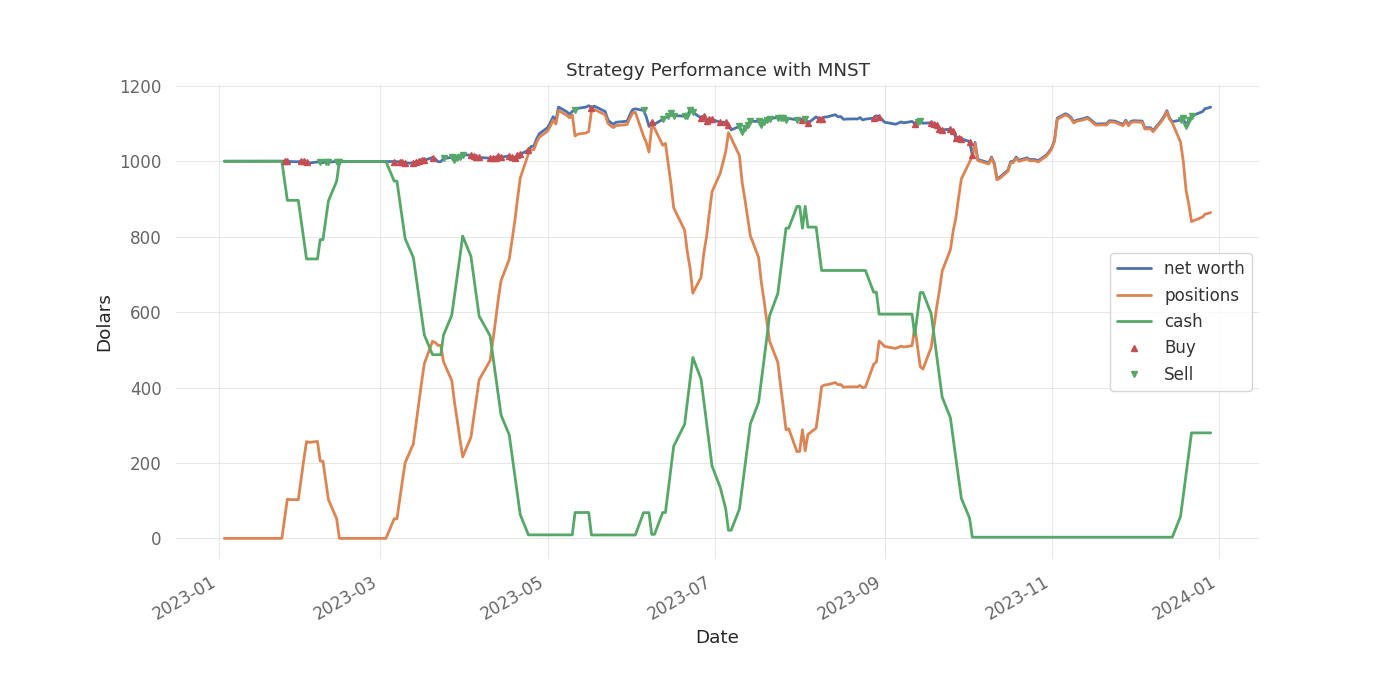 Strategy Performance with MNST
1200
1000
800
600
400
200
0
Dolars
net worth
positions
cash
Buy
Sell
2023-01
2023-03
2023-05
2023-07
2023-09
2023-11
2024-01
Date